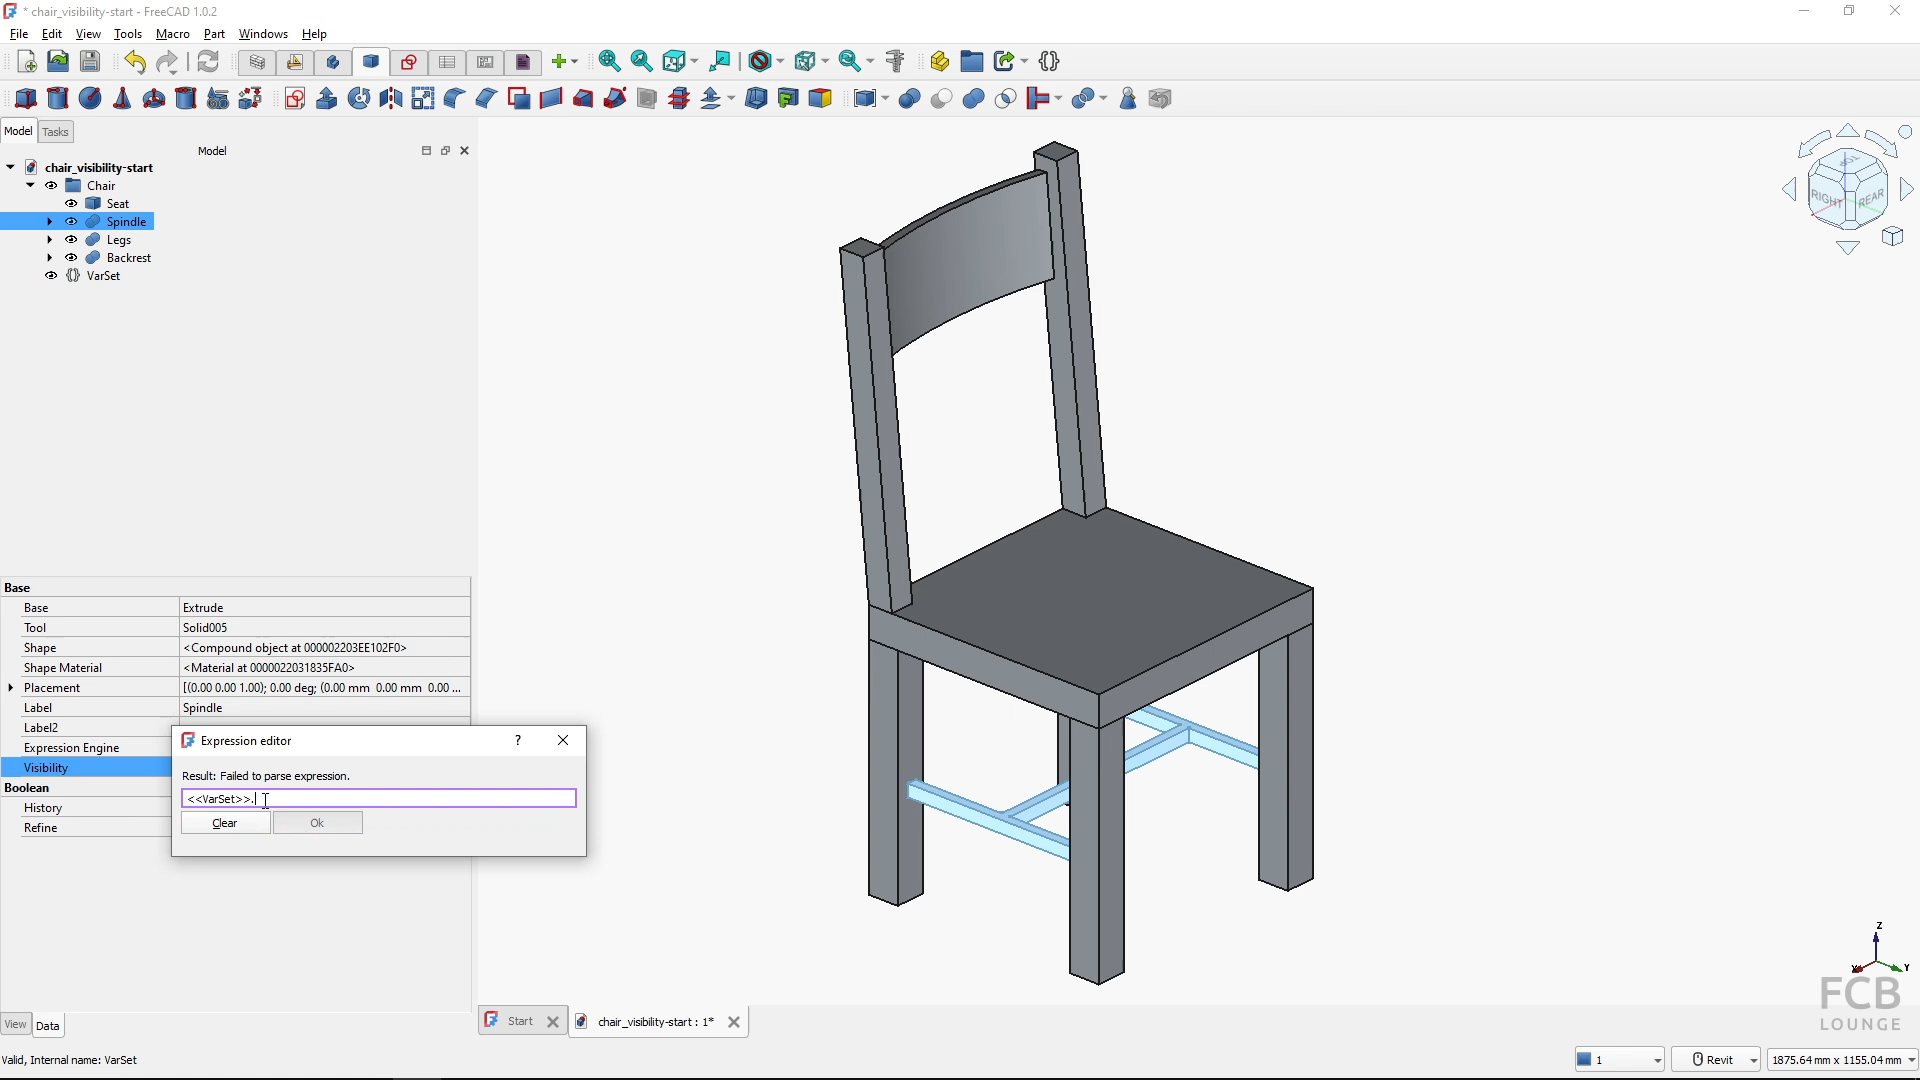 * chair_visibility-start - FreeCAD 1.0.2
File Edit View Tools Macro Part Windows Help
Model Tasks
Model
chair_visibility-start
Chair
Seat
Spindle
Legs
Backrest
VarSet
TOP
RIGHT REAR
Base
Base Extrude
Tool Solid005
Shape <Compound object at 000002203EE102F0>
Shape Material <Material at 0000022031835FA0>
Placement [(0.00 0.00 1.00); 0.00 deg; (0.00 mm 0.00 mm 0.00 ...
Label Spindle
Label2
Expression Engine
Visibility
Boolean
History
Refine
Expression editor ?
Result: Failed to parse expression.
<<VarSet>>.
Clear Ok
Z
X Y
FCB
LOUNGE
Start chair_visibility-start : 1*
View Data
Valid, Internal name: VarSet
1 Revit 1875.64 mm x 1155.04 mm